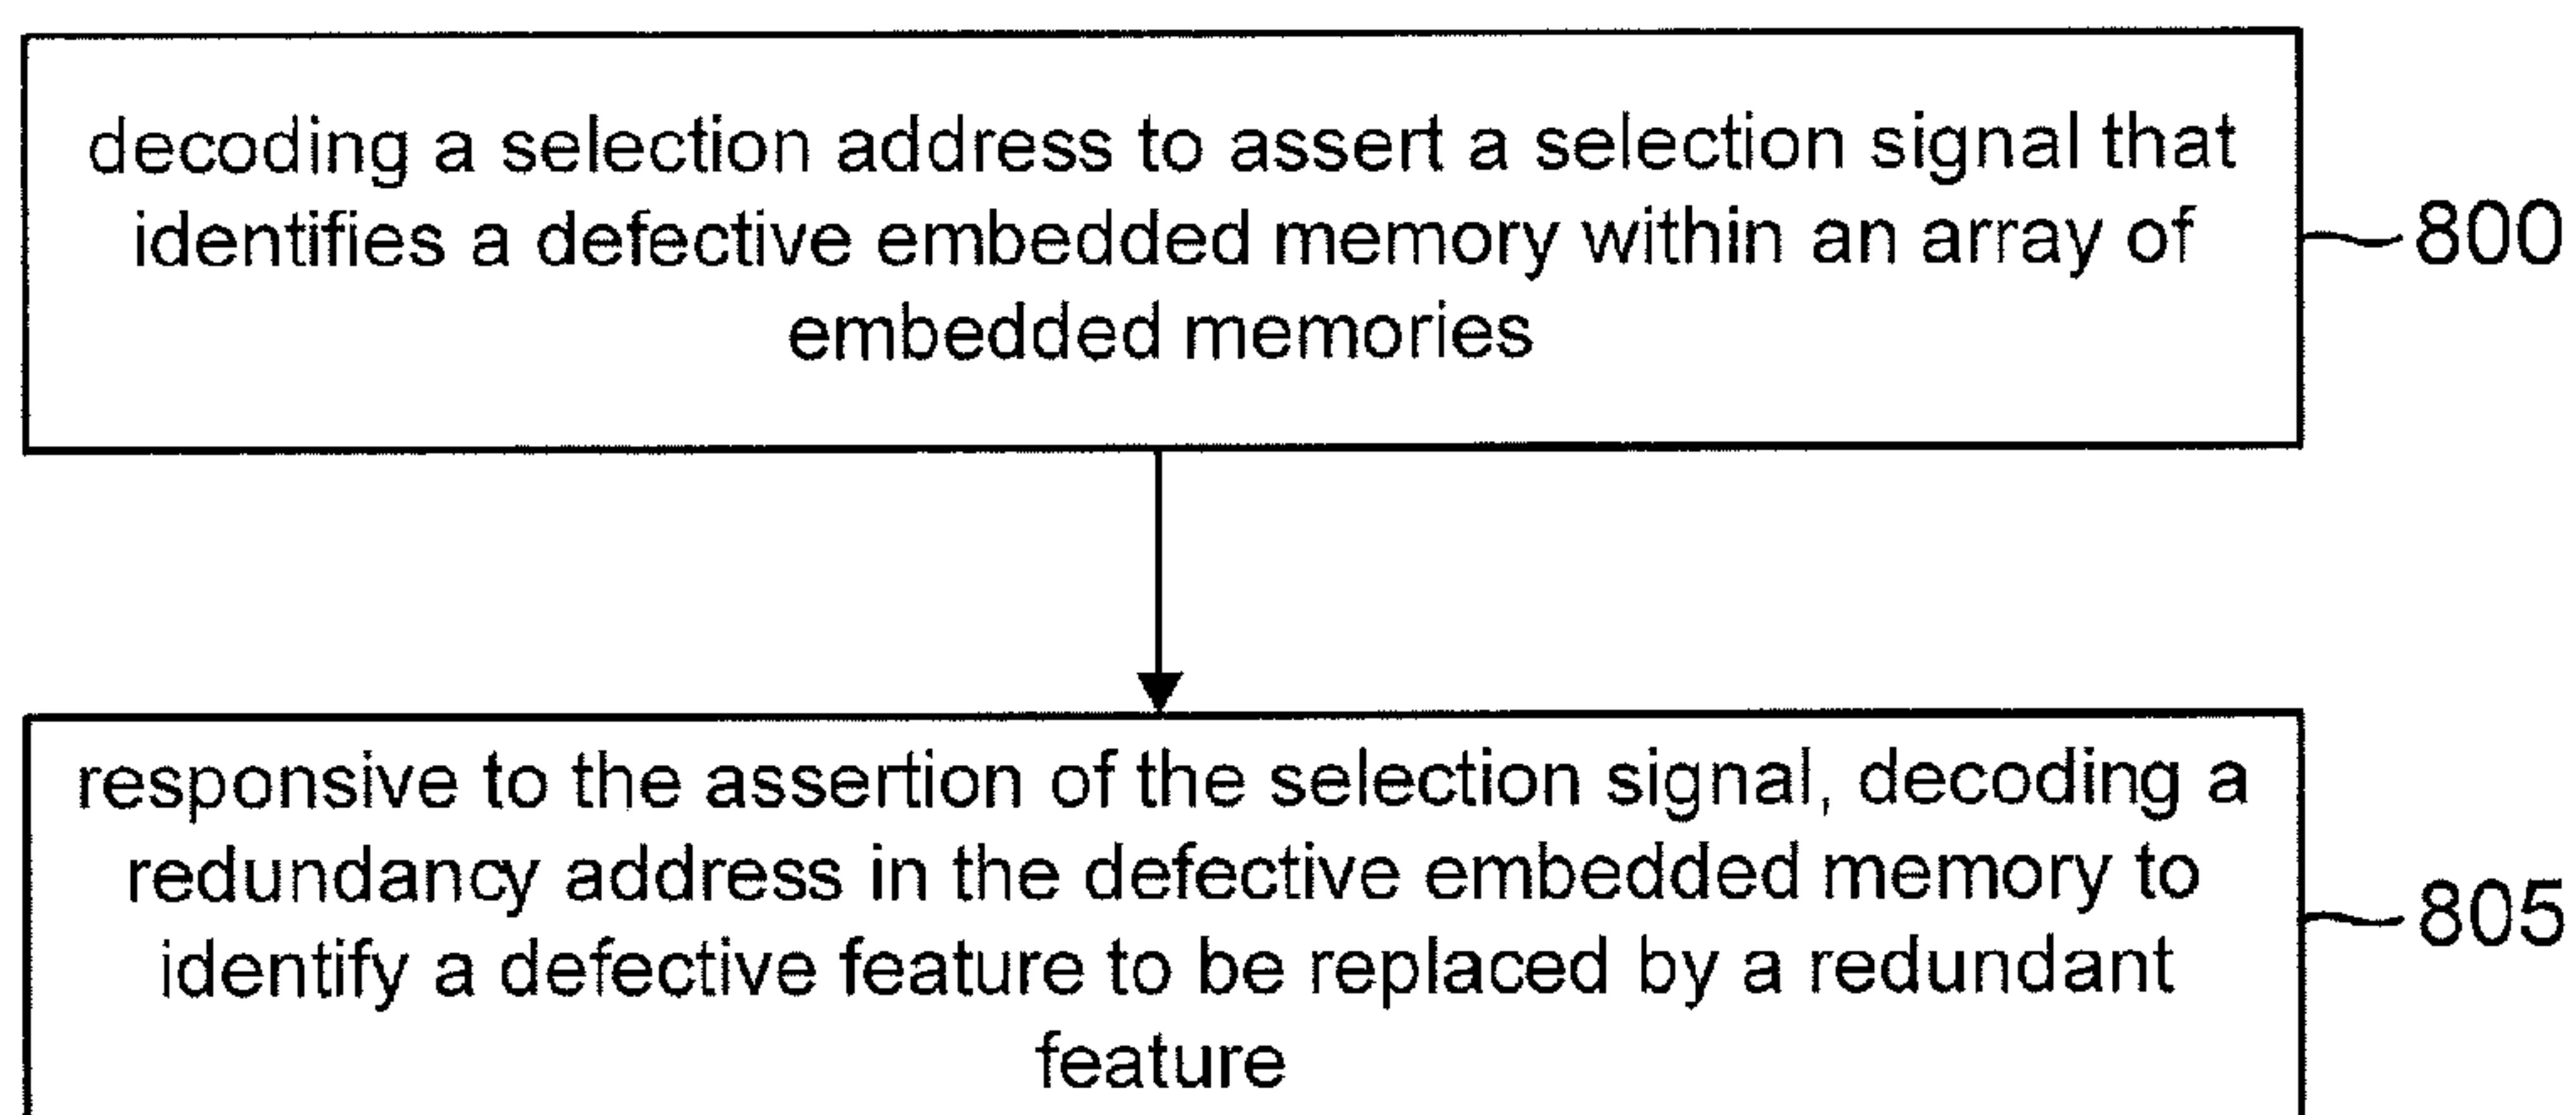 decoding a selection address to assert a selection signal that
identifies a defective embedded memory within an array of
embedded memories
800
responsive to the assertion of the selection signal, decoding a
redundancy address in the defective embedded memory to
identify a defective feature to be replaced by a redundant
feature
805